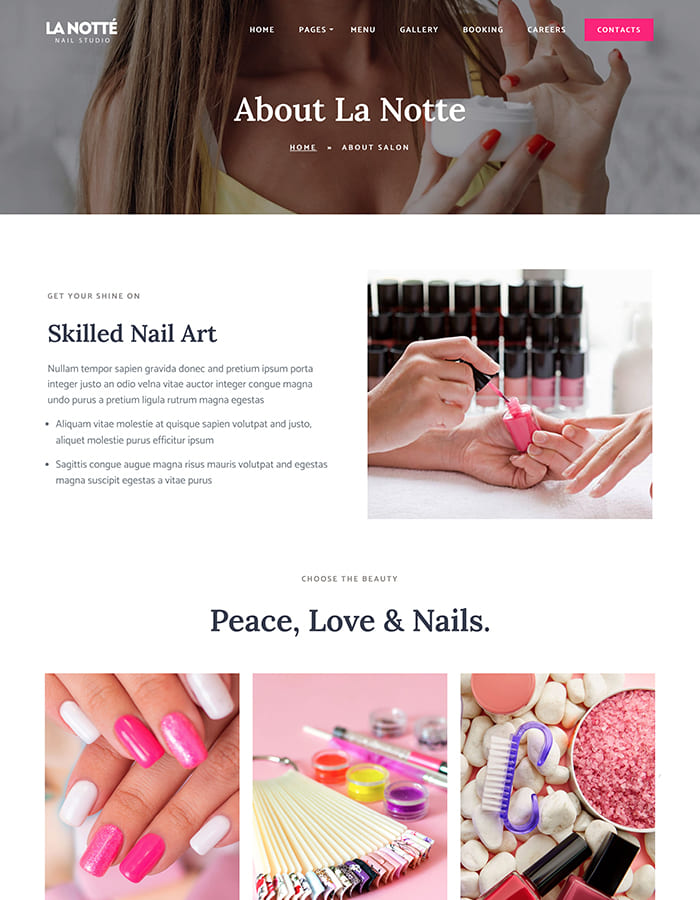 LA NOTTÉ
NAIL STUDIO
HOME PAGES MENU GALLERY BOOKING CAREERS CONTACTS
About La Notte
HOME » ABOUT SALON
GET YOUR SHINE ON
Skilled Nail Art
Nullam tempor sapien gravida donec and pretium ipsum porta
integer justo an odio velna vitae auctor integer congue magna
undo purus a pretium ligula rutrum magna egestas
• Aliquam vitae molestie at quisque sapien volutpat and justo,
aliquet molestie purus efficitur ipsum
• Sagittis congue augue magna risus mauris volutpat and egestas
magna suscipit egestas a vitae purus
CHOOSE THE BEAUTY
Peace, Love & Nails.